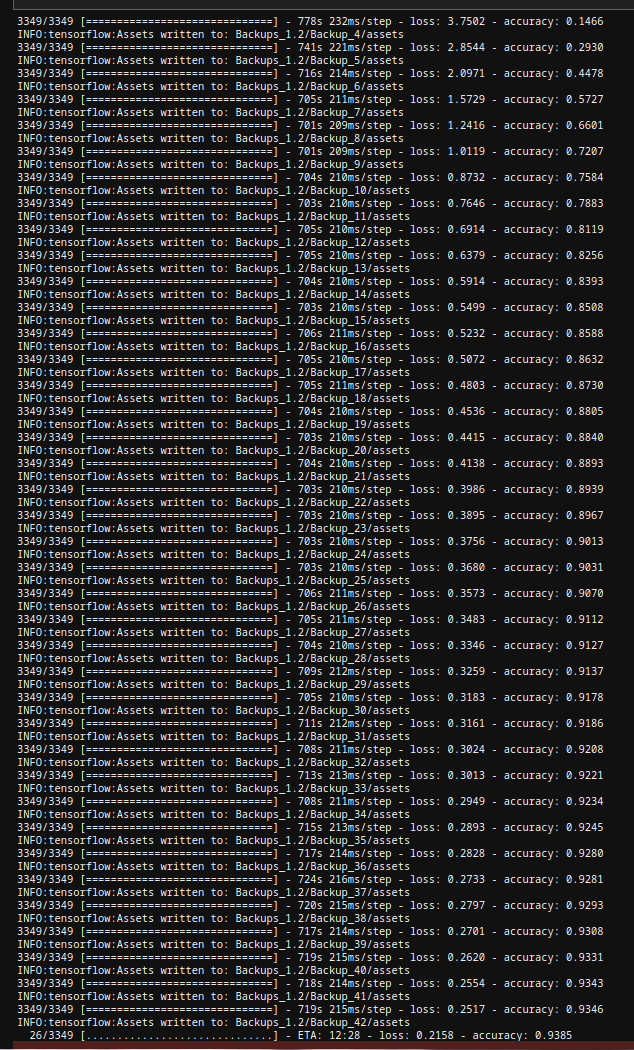 3349/3349 [==============================] - 778s 232ms/step - loss: 3.7502 - accuracy: 0.1466
INFO:tensorflow:Assets written to: Backups_1.2/Backup_4/assets
3349/3349 [==============================] - 741s 221ms/step - loss: 2.8544 - accuracy: 0.2930
INFO:tensorflow:Assets written to: Backups_1.2/Backup_5/assets
3349/3349 [==============================] - 716s 214ms/step - loss: 2.0971 - accuracy: 0.4478
INFO:tensorflow:Assets written to: Backups_1.2/Backup_6/assets
3349/3349 [==============================] - 705s 211ms/step - loss: 1.5729 - accuracy: 0.5727
INFO:tensorflow:Assets written to: Backups_1.2/Backup_7/assets
3349/3349 [==============================] - 701s 209ms/step - loss: 1.2416 - accuracy: 0.6601
INFO:tensorflow:Assets written to: Backups_1.2/Backup_8/assets
3349/3349 [==============================] - 701s 209ms/step - loss: 1.0119 - accuracy: 0.7207
INFO:tensorflow:Assets written to: Backups_1.2/Backup_9/assets
3349/3349 [==============================] - 704s 210ms/step - loss: 0.8732 - accuracy: 0.7584
INFO:tensorflow:Assets written to: Backups_1.2/Backup_10/assets
3349/3349 [==============================] - 703s 210ms/step - loss: 0.7646 - accuracy: 0.7883
INFO:tensorflow:Assets written to: Backups_1.2/Backup_11/assets
3349/3349 [==============================] - 705s 210ms/step - loss: 0.6914 - accuracy: 0.8119
INFO:tensorflow:Assets written to: Backups_1.2/Backup_12/assets
3349/3349 [==============================] - 705s 210ms/step - loss: 0.6379 - accuracy: 0.8256
INFO:tensorflow:Assets written to: Backups_1.2/Backup_13/assets
3349/3349 [==============================] - 704s 210ms/step - loss: 0.5914 - accuracy: 0.8393
INFO:tensorflow:Assets written to: Backups_1.2/Backup_14/assets
3349/3349 [==============================] - 703s 210ms/step - loss: 0.5499 - accuracy: 0.8508
INFO:tensorflow:Assets written to: Backups_1.2/Backup_15/assets
3349/3349 [==============================] - 706s 211ms/step - loss: 0.5232 - accuracy: 0.8588
INFO:tensorflow:Assets written to: Backups_1.2/Backup_16/assets
3349/3349 [==============================] - 705s 210ms/step - loss: 0.5072 - accuracy: 0.8632
INFO:tensorflow:Assets written to: Backups_1.2/Backup_17/assets
3349/3349 [==============================] - 705s 211ms/step - loss: 0.4803 - accuracy: 0.8730
INFO:tensorflow:Assets written to: Backups_1.2/Backup_18/assets
3349/3349 [==============================] - 704s 210ms/step - loss: 0.4536 - accuracy: 0.8805
INFO:tensorflow:Assets written to: Backups_1.2/Backup_19/assets
3349/3349 [==============================] - 703s 210ms/step - loss: 0.4415 - accuracy: 0.8840
INFO:tensorflow:Assets written to: Backups_1.2/Backup_20/assets
3349/3349 [==============================] - 704s 210ms/step - loss: 0.4138 - accuracy: 0.8893
INFO:tensorflow:Assets written to: Backups_1.2/Backup_21/assets
3349/3349 [==============================] - 703s 210ms/step - loss: 0.3986 - accuracy: 0.8939
INFO:tensorflow:Assets written to: Backups_1.2/Backup_22/assets
3349/3349 [==============================] - 703s 210ms/step - loss: 0.3895 - accuracy: 0.8967
INFO:tensorflow:Assets written to: Backups_1.2/Backup_23/assets
3349/3349 [==============================] - 703s 210ms/step - loss: 0.3756 - accuracy: 0.9013
INFO:tensorflow:Assets written to: Backups_1.2/Backup_24/assets
3349/3349 [==============================] - 703s 210ms/step - loss: 0.3680 - accuracy: 0.9031
INFO:tensorflow:Assets written to: Backups_1.2/Backup_25/assets
3349/3349 [==============================] - 706s 211ms/step - loss: 0.3573 - accuracy: 0.9070
INFO:tensorflow:Assets written to: Backups_1.2/Backup_26/assets
3349/3349 [==============================] - 705s 211ms/step - loss: 0.3483 - accuracy: 0.9112
INFO:tensorflow:Assets written to: Backups_1.2/Backup_27/assets
3349/3349 [==============================] - 704s 210ms/step - loss: 0.3346 - accuracy: 0.9127
INFO:tensorflow:Assets written to: Backups_1.2/Backup_28/assets
3349/3349 [==============================] - 709s 212ms/step - loss: 0.3259 - accuracy: 0.9137
INFO:tensorflow:Assets written to: Backups_1.2/Backup_29/assets
3349/3349 [==============================] - 705s 210ms/step - loss: 0.3183 - accuracy: 0.9178
INFO:tensorflow:Assets written to: Backups_1.2/Backup_30/assets
3349/3349 [==============================] - 711s 212ms/step - loss: 0.3161 - accuracy: 0.9186
INFO:tensorflow:Assets written to: Backups_1.2/Backup_31/assets
3349/3349 [==============================] - 708s 211ms/step - loss: 0.3024 - accuracy: 0.9208
INFO:tensorflow:Assets written to: Backups_1.2/Backup_32/assets
3349/3349 [==============================] - 713s 213ms/step - loss: 0.3013 - accuracy: 0.9221
INFO:tensorflow:Assets written to: Backups_1.2/Backup_33/assets
3349/3349 [==============================] - 708s 211ms/step - loss: 0.2949 - accuracy: 0.9234
INFO:tensorflow:Assets written to: Backups_1.2/Backup_34/assets
3349/3349 [==============================] - 715s 213ms/step - loss: 0.2893 - accuracy: 0.9245
INFO:tensorflow:Assets written to: Backups_1.2/Backup_35/assets
3349/3349 [==============================] - 717s 214ms/step - loss: 0.2828 - accuracy: 0.9280
INFO:tensorflow:Assets written to: Backups_1.2/Backup_36/assets
3349/3349 [==============================] - 724s 216ms/step - loss: 0.2733 - accuracy: 0.9281
INFO:tensorflow:Assets written to: Backups_1.2/Backup_37/assets
3349/3349 [==============================] - 720s 215ms/step - loss: 0.2797 - accuracy: 0.9293
INFO:tensorflow:Assets written to: Backups_1.2/Backup_38/assets
3349/3349 [==============================] - 717s 214ms/step - loss: 0.2701 - accuracy: 0.9308
INFO:tensorflow:Assets written to: Backups_1.2/Backup_39/assets
3349/3349 [==============================] - 719s 215ms/step - loss: 0.2620 - accuracy: 0.9331
INFO:tensorflow:Assets written to: Backups_1.2/Backup_40/assets
3349/3349 [==============================] - 718s 214ms/step - loss: 0.2554 - accuracy: 0.9343
INFO:tensorflow:Assets written to: Backups_1.2/Backup_41/assets
3349/3349 [==============================] - 719s 215ms/step - loss: 0.2517 - accuracy: 0.9346
INFO:tensorflow:Assets written to: Backups_1.2/Backup_42/assets
26/3349 [..............................] - ETA: 12:28 - loss: 0.2158 - accuracy: 0.9385